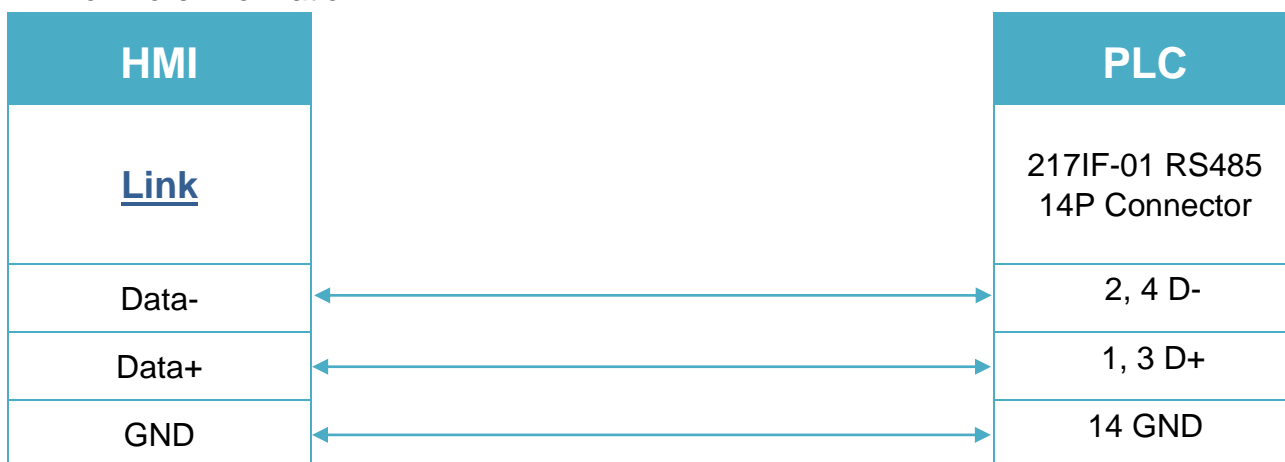 HMI
PLC
Link
217IF-01 RS485
14P Connector
Data-
2, 4 D-
Data+
1, 3 D+
GND
14 GND